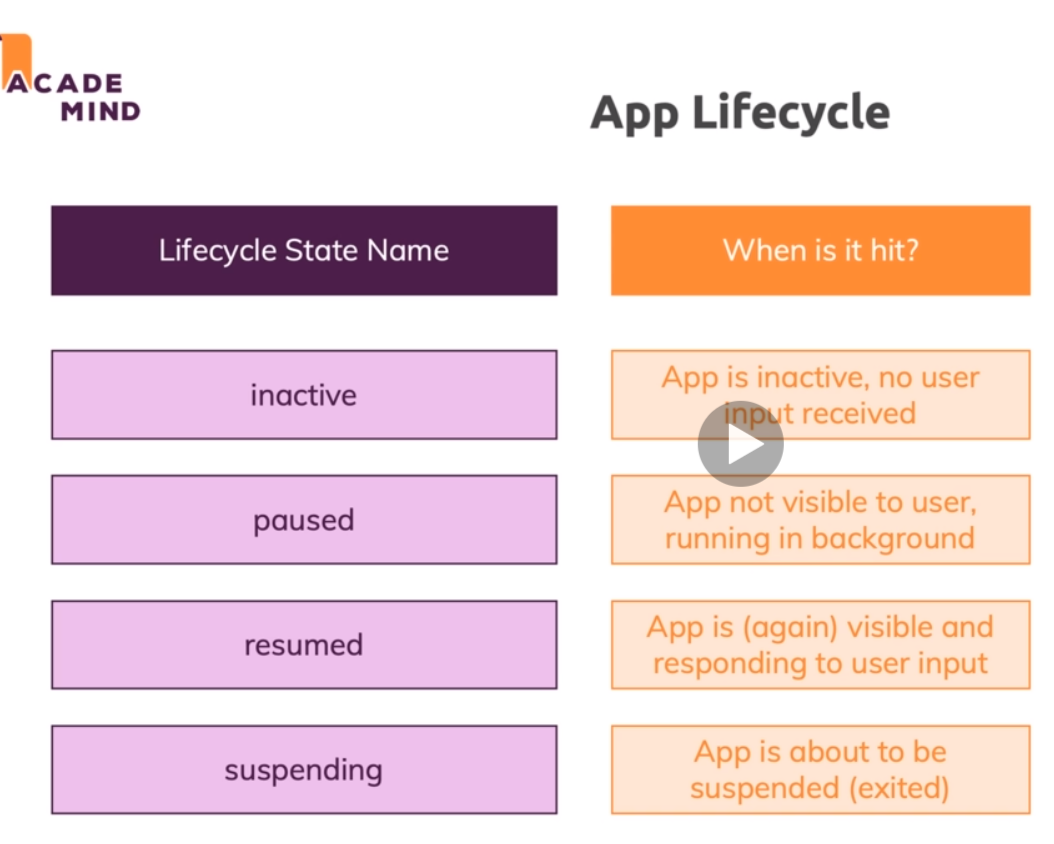 ACADE
MIND
App Lifecycle
Lifecycle State Name
When is it hit?
inactive
App is inactive, no user
input received
paused
App not visible to user,
running in background
resumed
App is (again) visible and
responding to user input
suspending
App is about to be
suspended (exited)